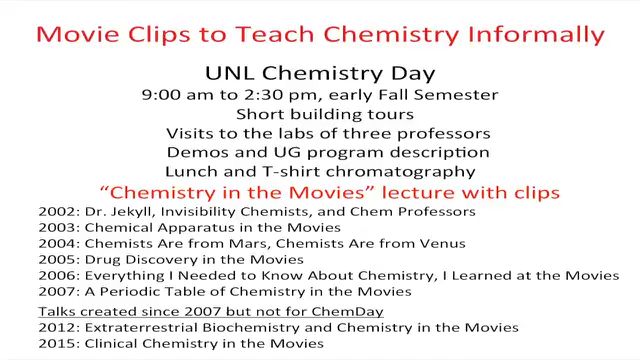 Movie Clips to Teach Chemistry Informally
UNL Chemistry Day
9:00 am to 2:30 pm, early Fall Semester
Short building tours
Visits to the labs of three professors
Demos and UG program description
Lunch and T-shirt chromatography
“Chemistry in the Movies” lecture with clips
2002: Dr. Jekyll, Invisibility Chemists, and Chem Professors
2003: Chemical Apparatus in the Movies
2004: Chemists Are from Mars, Chemists Are from Venus
2005: Drug Discovery in the Movies
2006: Everything I Needed to Know About Chemistry, I Learned at the Movies
2007: A Periodic Table of Chemistry in the Movies
Talks created since 2007 but not for ChemDay
2012: Extraterrestrial Biochemistry and Chemistry in the Movies
2015: Clinical Chemistry in the Movies